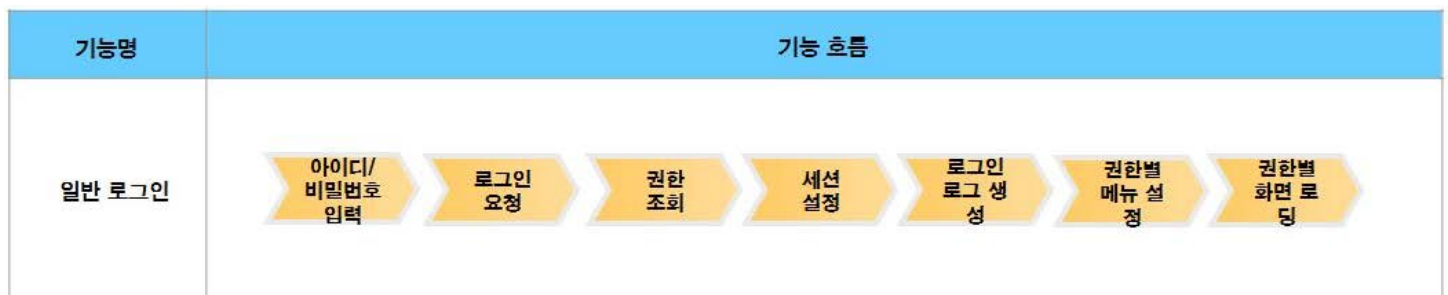 기능명
기능 흐름
일반 로그인
아이디/
비밀번호
입력
로그인
요청
권한
조회
세션
설정
로그인
로그 생
성
권한별
메뉴 설
정
권한별
화면 로
딩